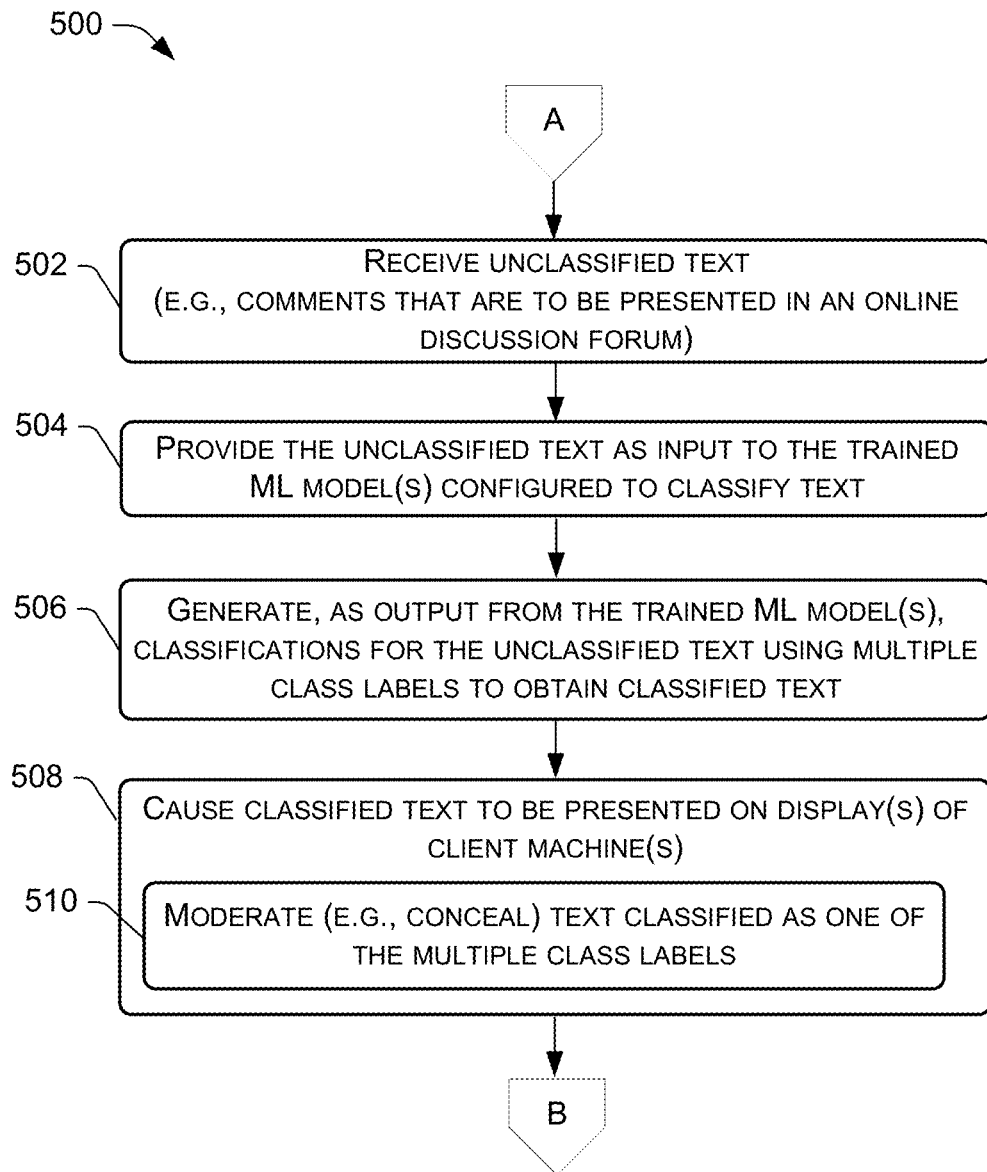 500
A
502
RECEIVE UNCLASSIFIED TEXT
(E.G., COMMENTS THAT ARE TO BE PRESENTED IN AN ONLINE
DISCUSSION FORUM)
504
PROVIDE THE UNCLASSIFIED TEXT AS INPUT TO THE TRAINED
ML MODEL(S) CONFIGURED TO CLASSIFY TEXT
506
GENERATE, AS OUTPUT FROM THE TRAINED ML MODEL(S),
CLASSIFICATIONS FOR THE UNCLASSIFIED TEXT USING MULTIPLE
CLASS LABELS TO OBTAIN CLASSIFIED TEXT
508
CAUSE CLASSIFIED TEXT TO BE PRESENTED ON DISPLAY(S) OF
CLIENT MACHINE(S)
510
MODERATE (E.G., CONCEAL) TEXT CLASSIFIED AS ONE OF
THE MULTIPLE CLASS LABELS
B